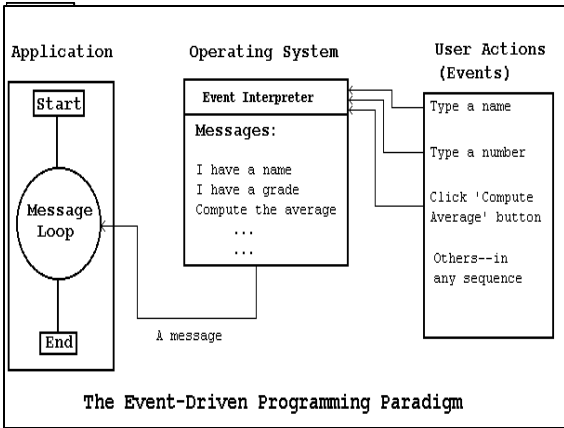 Application
Start
Message
Loop
End
Operating System
Event Interpreter
Messages:
I have a name
I have a grade
Compute the average
...
...
A message
User Actions
(Events)
Type a name
Type a number
Click 'Compute
Average' button
Others--in
any sequence
The Event-Driven Programming Paradigm